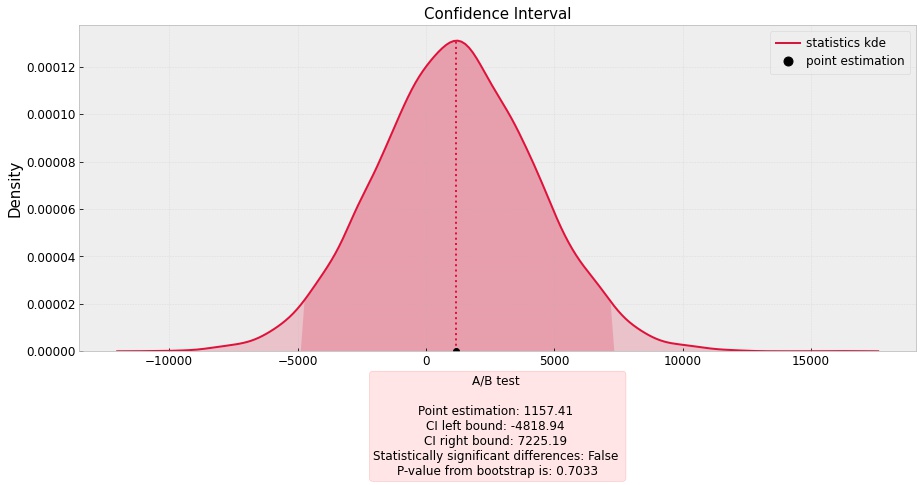 Confidence Interval
statistics kde
point estimation
Density
0.00012
0.00010
0.00008
0.00006
0.00004
0.00002
0.00000
−10000
−5000
0
5000
10000
15000
A/B test
Point estimation: 1157.41
CI left bound: -4818.94
CI right bound: 7225.19
Statistically significant differences: False
P-value from bootstrap is: 0.7033